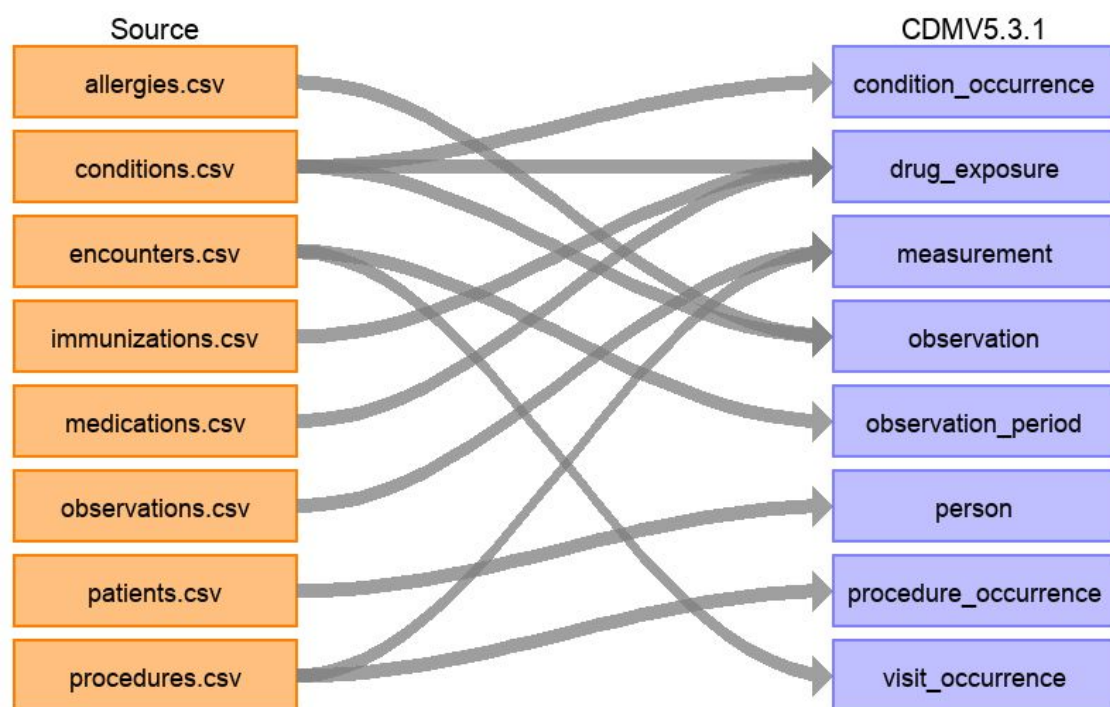 Source
CDMV5.3.1
allergies.csv
condition_occurrence
conditions.csv
drug_exposure
encounters.csv
measurement
immunizations.csv
observation
medications.csv
observation_period
observations.csv
person
patients.csv
procedure_occurrence
procedures.csv
visit_occurrence